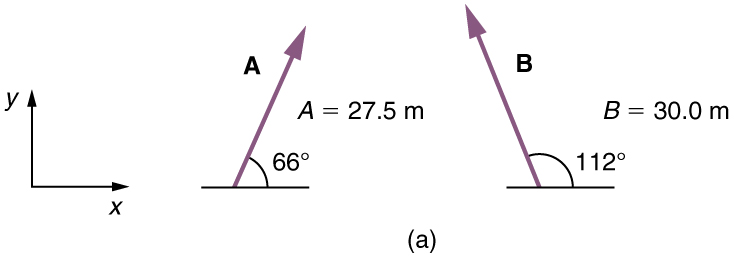 A
B
y
A = 27.5 m
B = 30.0 m
66°
112°
x
(a)